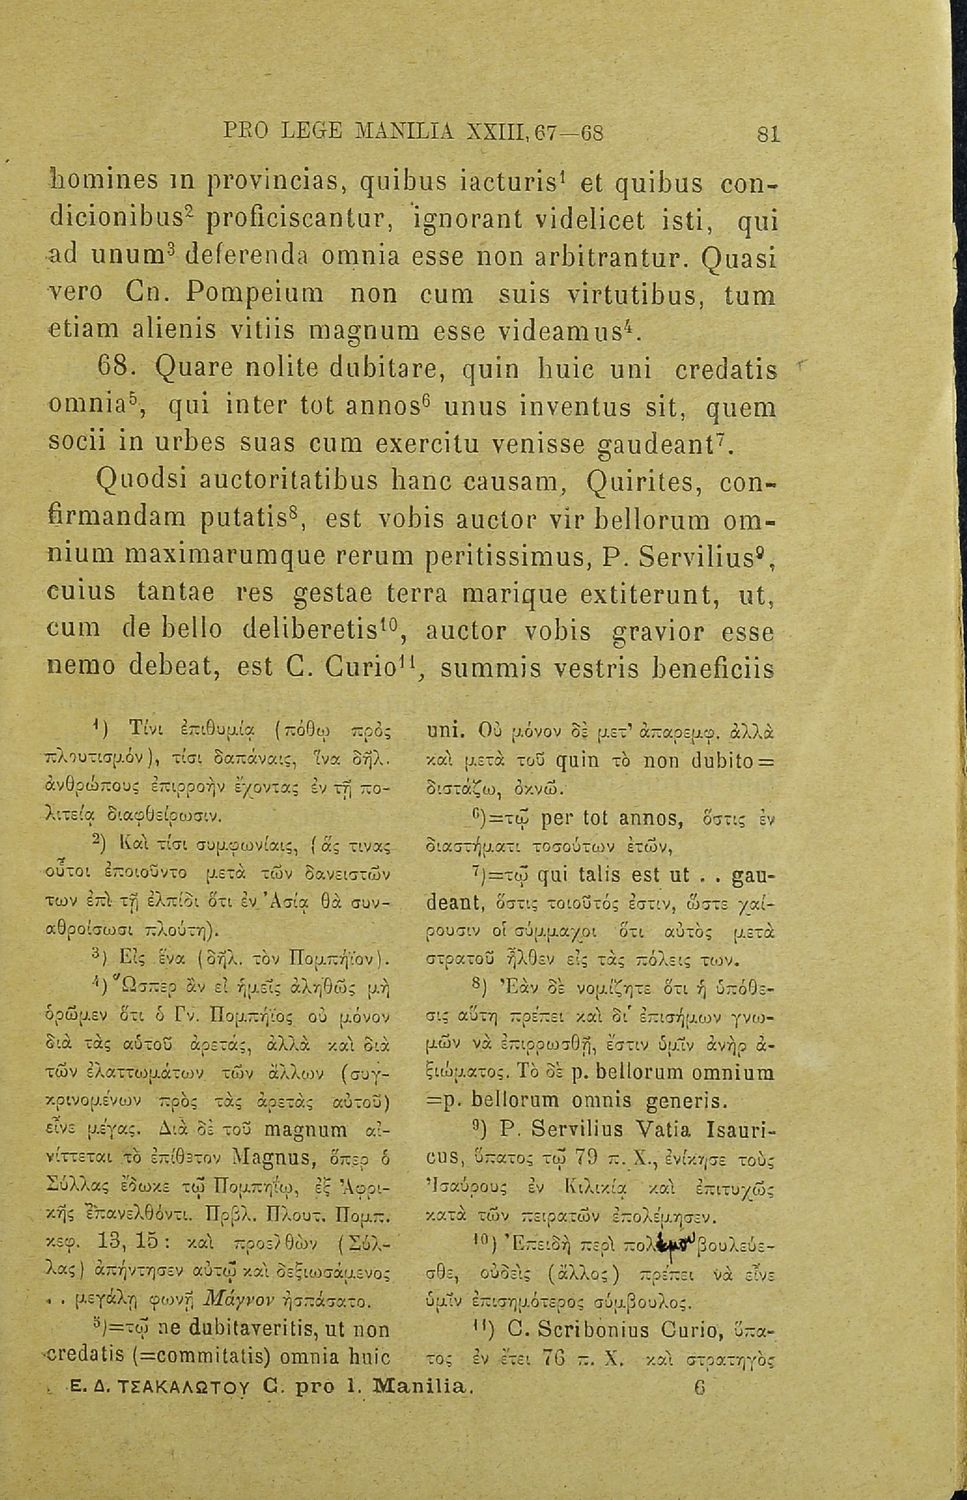 PRO LEGE MANILIA XXIII, 67—68 81
homines in provincias, quibus iacturis¹ et quibus con-
dicionibus² proficiscantur, ignorant videlicet isti, qui
ad unum³ deferenda omnia esse non arbitrantur. Quasi
vero Cn. Pompeium non cum suis virtutibus, tum
etiam alienis vitiis magnum esse videamus⁴.
68. Quare nolite dubitare, quin huic uni credatis
omnia⁵, qui inter tot annos⁶ unus inventus sit, quem
socii in urbes suas cum exercitu venisse gaudeant⁷.
Quodsi auctoritatibus hanc causam, Quirites, con-
firmandam putatis⁸, est vobis auctor vir bellorum om-
nium maximarumque rerum peritissimus, P. Servilius⁹,
cuius tantae res gestae terra marique extiterunt, ut,
cum de bello deliberetis¹⁰, auctor vobis gravior esse
nemo debeat, est C. Curio¹¹, summis vestris beneficiis
¹) Τίνι ἐπιθυμίᾳ (πόθῳ πρὸς
πλουτισμόν), τίσι δαπάναις, ἵνα δῆλ.
ἀνθρώπους ἐπιρροὴν ἔχοντας ἐν τῇ πο-
λιτείᾳ διαφθείρωσιν.
²) Καὶ τίσι συμφωνίαις, (ἅς τινας
οὗτοι ἐποιοῦντο μετὰ τῶν δανειστῶν
των ἐπὶ τῇ ἐλπίδι ὅτι ἐν Ἀσίᾳ θὰ συν-
αθροίσωσι πλούτη).
³) Εἰς ἕνα (δῆλ. τὸν Πομπήϊον).
⁴) Ὥσπερ ἂν εἰ ἡμεῖς ἀληθῶς μὴ
ὁρῶμεν ὅτι ὁ Γν. Πομπήϊος οὐ μόνον
διὰ τὰς αὑτοῦ ἀρετάς, ἀλλὰ καὶ διὰ
τῶν ἐλαττωμάτων τῶν ἄλλων (συγ-
κρινομένων πρὸς τὰς ἀρετὰς αὐτοῦ)
εἶνε μέγας. Διὰ δὲ τοῦ magnum αἰ-
νίττεται τὸ ἐπίθετον Magnus, ὅπερ ὁ
Σύλλας ἔδωκε τῷ Πομπηΐῳ, ἐξ Ἀφρι-
κῆς ἐπανελθόντι. Πρβλ. Πλουτ. Πομπ.
κεφ. 13, 15: καὶ προελθὼν (Σύλ-
λας) ἀπήντησεν αὐτῷ καὶ δεξιωσάμενος
. . μεγάλῃ φωνῇ Μάγνον ἠσπάσατο.
⁵)=τῷ ne dubitaveritis, ut non
credatis (=commitatis) omnia huic
uni. Οὐ μόνον δὲ μετ' ἀπαρεμφ. ἀλλὰ
καὶ μετὰ τοῦ quin τὸ non dubito=
διστάζω, ὀκνῶ.
⁶)=τῷ per tot annos, ὅστις ἐν
διαστήματι τοσούτων ἐτῶν,
⁷)=τῷ qui talis est ut . . gau-
deant, ὅστις τοιοῦτός ἐστιν, ὥστε χαί-
ρουσιν οἱ σύμμαχοι ὅτι αὐτὸς μετὰ
στρατοῦ ἦλθεν εἰς τὰς πόλεις των.
⁸) Ἐὰν δὲ νομίζητε ὅτι ἡ ὑπόθε-
σις αὕτη πρέπει καὶ δι' ἐπισήμων γνω-
μῶν νὰ ἐπιρρωσθῇ, ἔστιν ὑμῖν ἀνὴρ ἀ-
ξιώματος. Τὸ δὲ p. bellorum omnium
=p. bellorum omnis generis.
⁹) P. Servilius Vatia Isauri-
cus, ὕπατος τῷ 79 π. Χ., ἐνίκησε τοὺς
Ἰσαύρους ἐν Κιλικίᾳ καὶ ἐπιτυχῶς
κατὰ τῶν πειρατῶν ἐπολέμησεν.
¹⁰) Ἐπειδὴ περὶ βουλεύε-
σθε, οὐδεὶς (ἄλλος) πρέπει νὰ εἶνε
ὑμῖν ἐπισημότερος σύμβουλος.
¹¹) C. Scribonius Curio, ὕπα-
τος ἐν ἔτει 76 π. Χ. καὶ στρατηγὸς
Ε. Δ. ΤΣΑΚΑΛΩΤΟΥ C. pro l. Manilia. 6